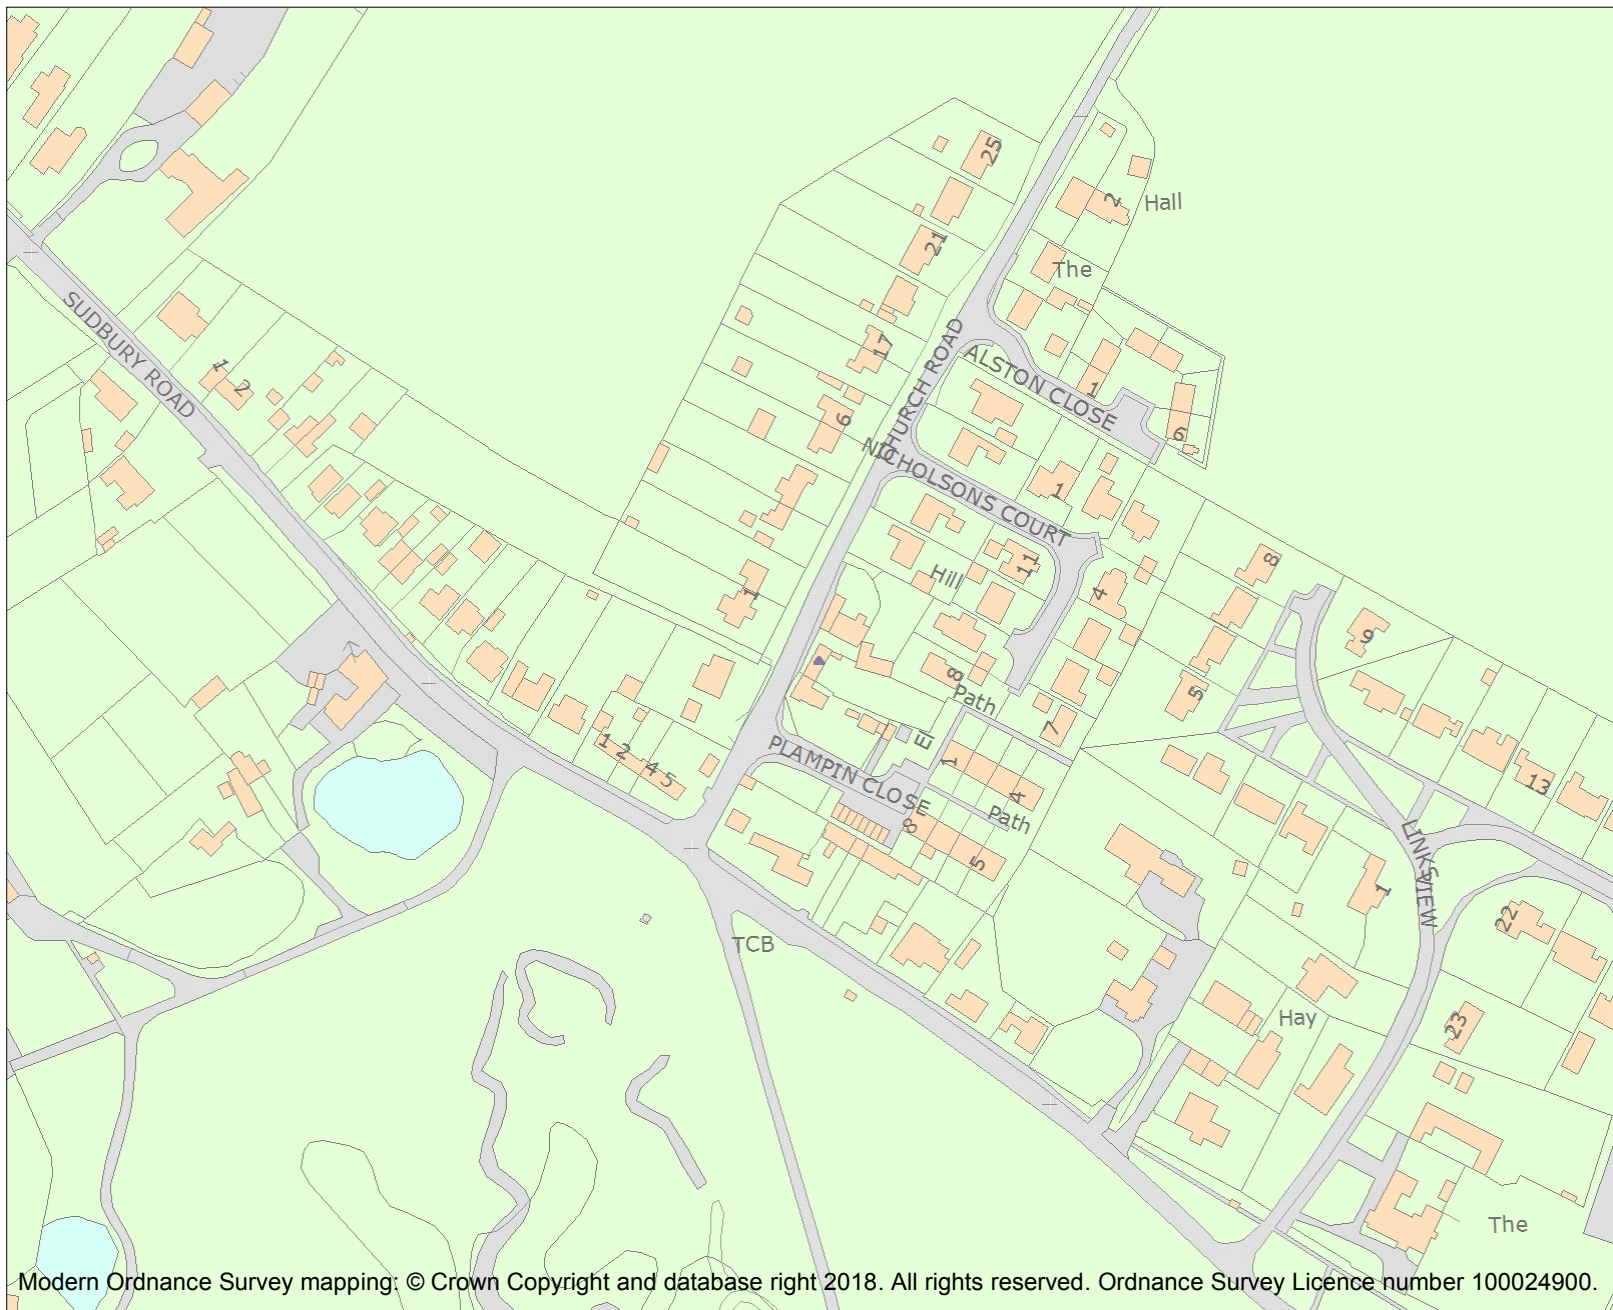 25
2
Hall
21
The
SUDBURY ROAD
17
CHURCH ROAD
ALSTON CLOSE
1 2
1
6
6
NICHOLSONS COURT
1
8
11
Hill
4
1
9
8
Path
5
7
El
1
PLAMPIN CLOSE
1 2 4 5
4
Path
8
13
5
LINKSVIEW
1
22
TCB
Hay
23
The
Modern Ordnance Survey mapping: © Crown Copyright and database right 2018. All rights reserved. Ordnance Survey Licence number 100024900.